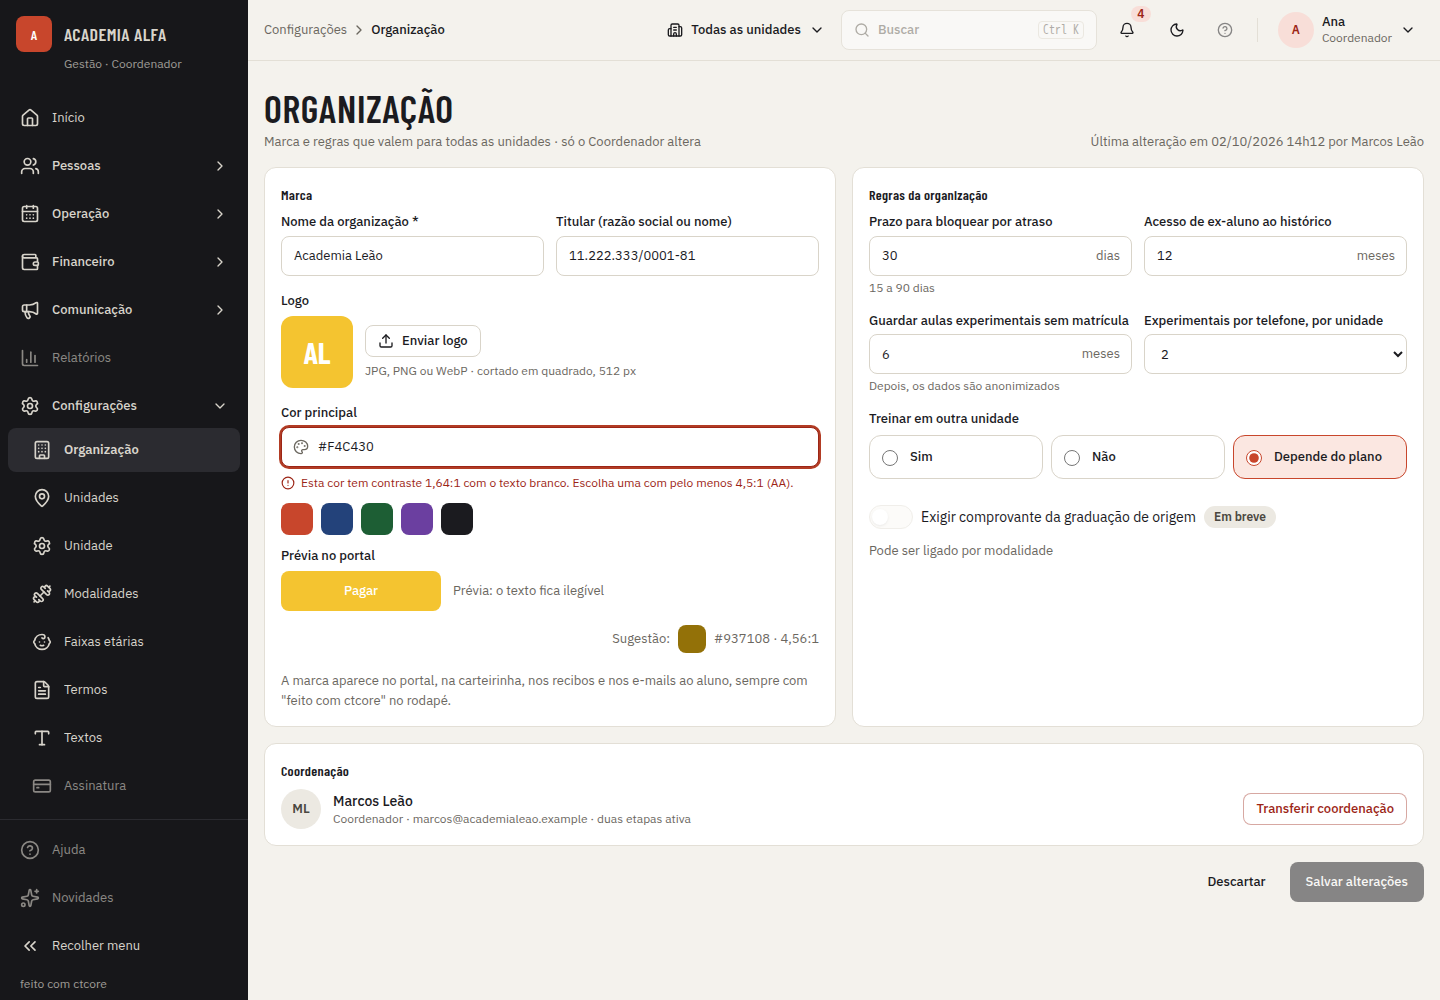 A
ACADEMIA ALFA
Gestão · Coordenador
Início
Pessoas
Operação
Financeiro
Comunicação
Relatórios
Configurações
Organização
Unidades
Unidade
Modalidades
Faixas etárias
Termos
Textos
Assinatura
Ajuda
Novidades
Recolher menu
feito com ctcore
Configurações > Organização
Todas as unidades
Buscar
Ctrl K
4
A
Ana
Coordenador
ORGANIZAÇÃO
Marca e regras que valem para todas as unidades · só o Coordenador altera
Última alteração em 02/10/2026 14h12 por Marcos Leão
Marca
Nome da organização *
Titular (razão social ou nome)
Academia Leão
11.222.333/0001-81
Logo
AL
Enviar logo
JPG, PNG ou WebP · cortado em quadrado, 512 px
Cor principal
#F4C430
Esta cor tem contraste 1,64:1 com o texto branco. Escolha uma com pelo menos 4,5:1 (AA).
Prévia no portal
Pagar
Prévia: o texto fica ilegível
Sugestão:
#937108 · 4,56:1
A marca aparece no portal, na carteirinha, nos recibos e nos e-mails ao aluno, sempre com
"feito com ctcore" no rodapé.
Regras da organização
Prazo para bloquear por atraso
Acesso de ex-aluno ao histórico
30 dias
12 meses
15 a 90 dias
Guardar aulas experimentais sem matrícula
Experimentais por telefone, por unidade
6 meses
2
Depois, os dados são anonimizados
Treinar em outra unidade
Sim
Não
Depende do plano
Exigir comprovante da graduação de origem
Em breve
Pode ser ligado por modalidade
Coordenação
ML
Marcos Leão
Coordenador · marcos@academialeao.example · duas etapas ativa
Transferir coordenação
Descartar
Salvar alterações